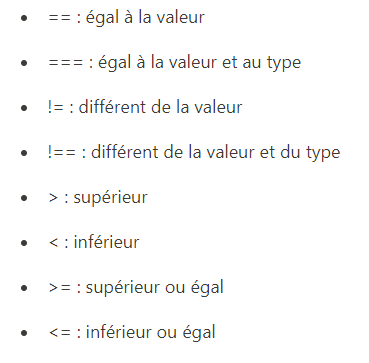 • == : égal à la valeur
• === : égal à la valeur et au type
• != : différent de la valeur
• !== : différent de la valeur et du type
• > : supérieur
• < : inférieur
• >= : supérieur ou égal
• <= : inférieur ou égal